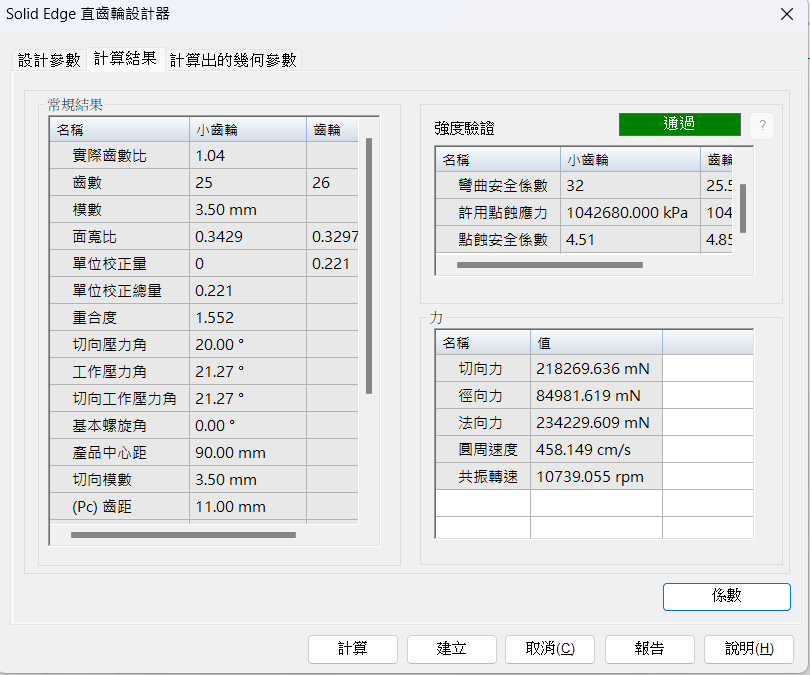 Solid Edge 直齒輪設計器
設計參數 計算結果 計算出的幾何參數
常規結果
名稱 小齒輪 齒輪
實際齒數比 1.04
齒數 25 26
模數 3.50 mm
面寬比 0.3429 0.3297
單位校正量 0 0.221
單位校正總量 0.221
重合度 1.552
切向壓力角 20.00 °
工作壓力角 21.27 °
切向工作壓力角 21.27 °
基本螺旋角 0.00 °
產品中心距 90.00 mm
切向模數 3.50 mm
(Pc) 齒距 11.00 mm
強度驗證 通過 ?
名稱 小齒輪 齒輪
彎曲安全係數 32 25.5
許用點蝕應力 1042680.000 kPa 104
點蝕安全係數 4.51 4.85
力
名稱 值
切向力 218269.636 mN
徑向力 84981.619 mN
法向力 234229.609 mN
圓周速度 458.149 cm/s
共振轉速 10739.055 rpm
係數
計算 建立 取消(C) 報告 說明(H)